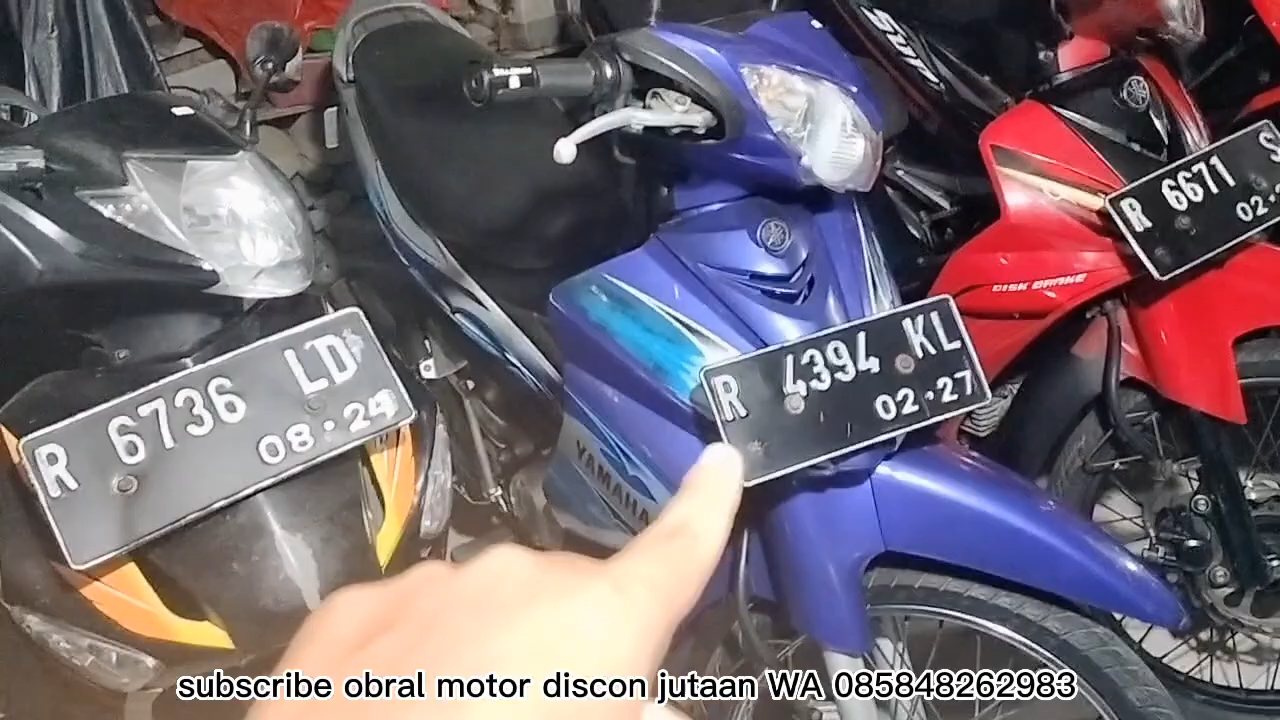 R 6736 LD
08·24
R 4394 KL
02·27
YAMAHA
R 6671 S
02·
DISK BRAKE
subscribe obral motor discon jutaan WA 085848262983